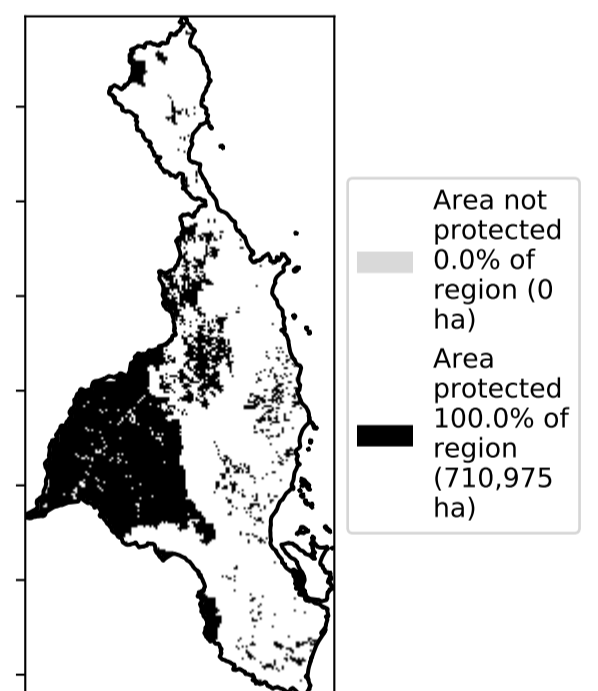 Area not
protected
0.0% of
region (0
ha)
Area
protected
100.0% of
region
(710,975
ha)